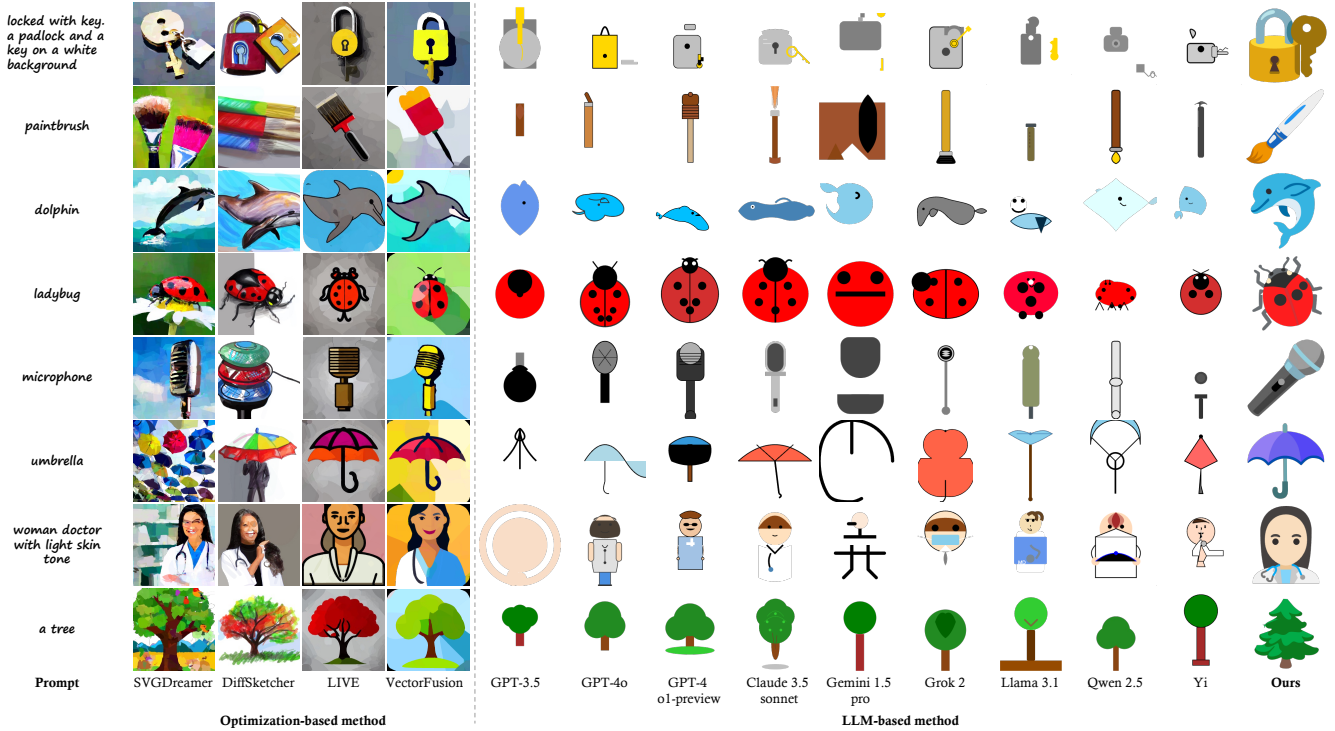 locked with key.
a padlock and a
key on a white
background
paintbrush
dolphin
ladybug
microphone
umbrella
woman doctor
with light skin
tone
a tree
Prompt
SVGDreamer
DiffSketcher
LIVE
VectorFusion
GPT-3.5
GPT-4o
GPT-4
o1-preview
Claude 3.5
sonnet
Gemini 1.5
pro
Grok 2
Llama 3.1
Qwen 2.5
Yi
Ours
Optimization-based method
LLM-based method